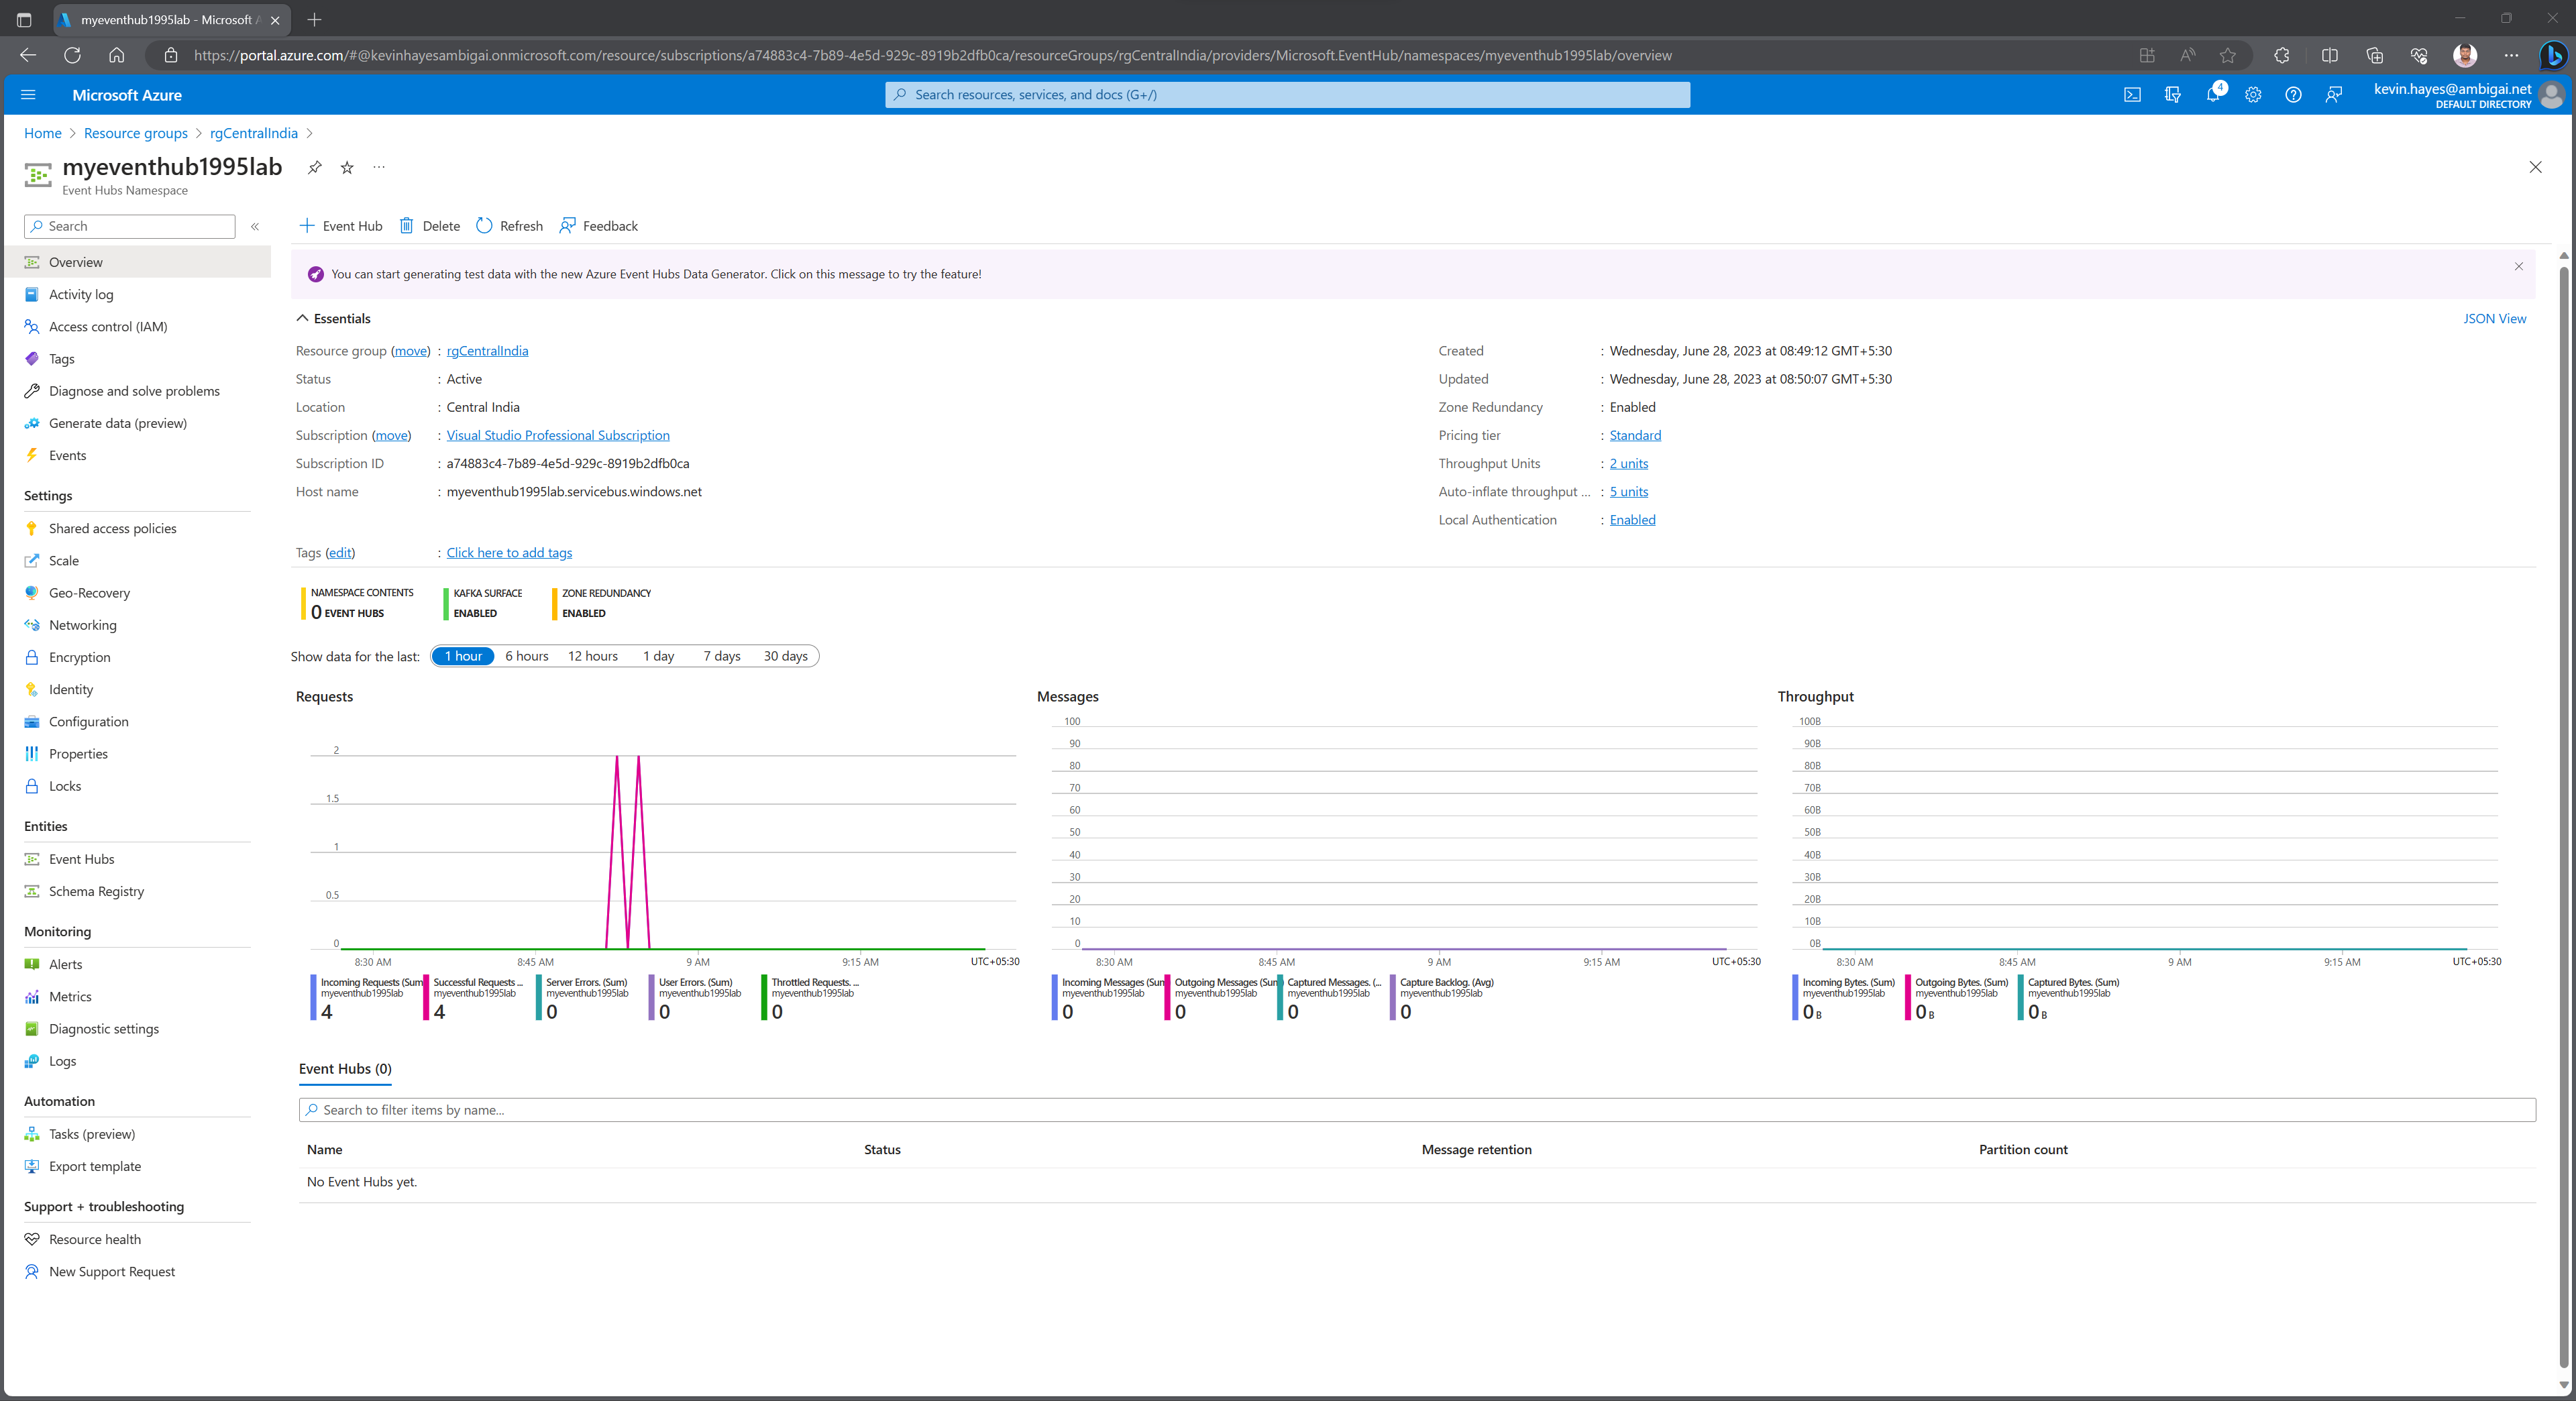 myeventhub1995lab - Microsoft A
https://portal.azure.com/#@kevinhayesambigai.onmicrosoft.com/resource/subscriptions/a74883c4-7b89-4e5d-929c-8919b2dfb0ca/resourceGroups/rgCentralIndia/providers/Microsoft.EventHub/namespaces/myeventhub1995lab/overview
Microsoft Azure
Search resources, services, and docs (G+/)
4
kevin.hayes@ambigai.net
DEFAULT DIRECTORY
Home > Resource groups > rgCentralIndia >
myeventhub1995lab
Event Hubs Namespace
Search
Overview
Activity log
Access control (IAM)
Tags
Diagnose and solve problems
Generate data (preview)
Events
Settings
Shared access policies
Scale
Geo-Recovery
Networking
Encryption
Identity
Configuration
Properties
Locks
Entities
Event Hubs
Schema Registry
Monitoring
Alerts
Metrics
Diagnostic settings
Logs
Automation
Tasks (preview)
Export template
Support + troubleshooting
Resource health
New Support Request
Event Hub Delete Refresh Feedback
You can start generating test data with the new Azure Event Hubs Data Generator. Click on this message to try the feature!
Essentials
JSON View
Resource group (move) : rgCentralIndia
Status : Active
Location : Central India
Subscription (move) : Visual Studio Professional Subscription
Subscription ID : a74883c4-7b89-4e5d-929c-8919b2dfb0ca
Host name : myeventhub1995lab.servicebus.windows.net
Created : Wednesday, June 28, 2023 at 08:49:12 GMT+5:30
Updated : Wednesday, June 28, 2023 at 08:50:07 GMT+5:30
Zone Redundancy : Enabled
Pricing tier : Standard
Throughput Units : 2 units
Auto-inflate throughput ... : 5 units
Local Authentication : Enabled
Tags (edit) : Click here to add tags
NAMESPACE CONTENTS
0 EVENT HUBS
KAFKA SURFACE
ENABLED
ZONE REDUNDANCY
ENABLED
Show data for the last: 1 hour 6 hours 12 hours 1 day 7 days 30 days
Requests
2
1.5
1
0.5
0
8:30 AM 8:45 AM 9 AM 9:15 AM UTC+05:30
Incoming Requests (Sum
myeventhub1995lab
4
Successful Requests ...
myeventhub1995lab
4
Server Errors. (Sum)
myeventhub1995lab
0
User Errors. (Sum)
myeventhub1995lab
0
Throttled Requests. ...
myeventhub1995lab
0
Messages
100
90
80
70
60
50
40
30
20
10
0
8:30 AM 8:45 AM 9 AM 9:15 AM UTC+05:30
Incoming Messages (Sum
myeventhub1995lab
0
Outgoing Messages (Sum
myeventhub1995lab
0
Captured Messages. (...
myeventhub1995lab
0
Capture Backlog. (Avg)
myeventhub1995lab
0
Throughput
100B
90B
80B
70B
60B
50B
40B
30B
20B
10B
0B
8:30 AM 8:45 AM 9 AM 9:15 AM UTC+05:30
Incoming Bytes. (Sum)
myeventhub1995lab
0 B
Outgoing Bytes. (Sum)
myeventhub1995lab
0 B
Captured Bytes. (Sum)
myeventhub1995lab
0 B
Event Hubs (0)
Search to filter items by name...
Name Status Message retention Partition count
No Event Hubs yet.